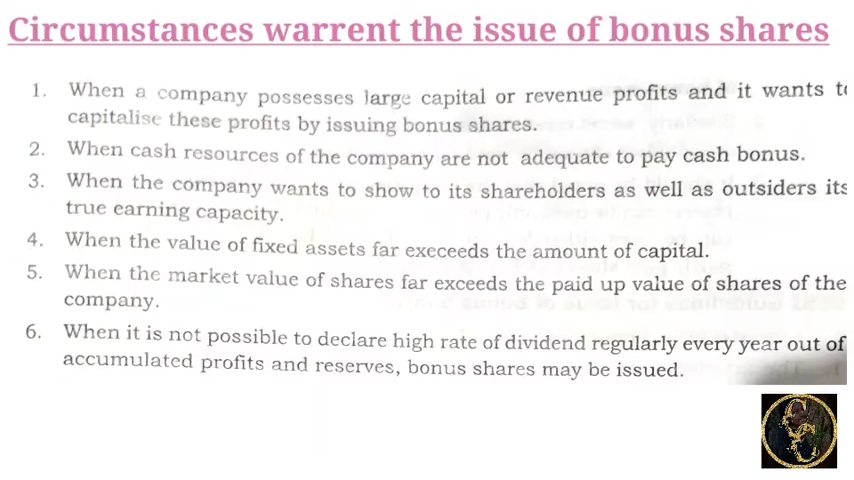 Circumstances warrent the issue of bonus shares
1. When a company possesses large capital or revenue profits and it wants to
capitalise these profits by issuing bonus shares.
2. When cash resources of the company are not adequate to pay cash bonus.
3. When the company wants to show to its shareholders as well as outsiders its
true earning capacity.
4. When the value of fixed assets far execeeds the amount of capital.
5. When the market value of shares far exceeds the paid up value of shares of the
company.
6. When it is not possible to declare high rate of dividend regularly every year out of
accumulated profits and reserves, bonus shares may be issued.